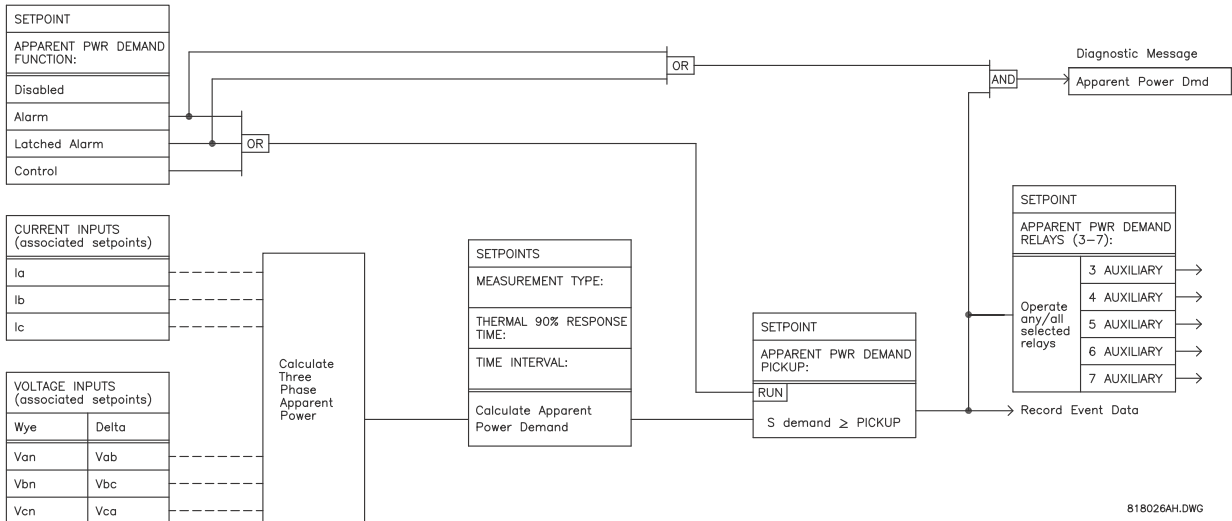 SETPOINT
APPARENT PWR DEMAND
FUNCTION:
Disabled
Alarm
Latched Alarm
Control
OR
OR
AND
Diagnostic Message
Apparent Power Dmd
CURRENT INPUTS
(associated setpoints)
Ia
Ib
Ic
VOLTAGE INPUTS
(associated setpoints)
Wye Delta
Van Vab
Vbn Vbc
Vcn Vca
Calculate
Three
Phase
Apparent
Power
SETPOINTS
MEASUREMENT TYPE:
THERMAL 90% RESPONSE
TIME:
TIME INTERVAL:
Calculate Apparent
Power Demand
SETPOINT
APPARENT PWR DEMAND
PICKUP:
RUN
S demand ≥ PICKUP
SETPOINT
APPARENT PWR DEMAND
RELAYS (3-7):
Operate
any/all
selected
relays
3 AUXILIARY
4 AUXILIARY
5 AUXILIARY
6 AUXILIARY
7 AUXILIARY
Record Event Data
818026AH.DWG